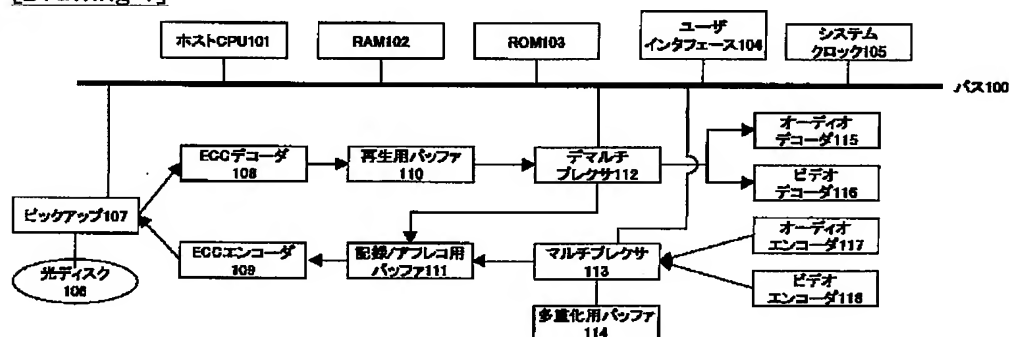 ホストCPU101
RAM102
ROM103
ユーザ
インタフェース104
システム
クロック105
バス100
オーディオ
デコーダ115
ECCデコーダ
108
再生用バッファ
110
デマルチ
プレクサ112
ビデオ
デコーダ116
ピックアップ107
オーディオ
エンコーダ117
ECCエンコーダ
109
記録/アフレコ用
バッファ111
マルチプレクサ
113
光ディスク
106
ビデオ
エンコーダ118
多重化用バッファ
114